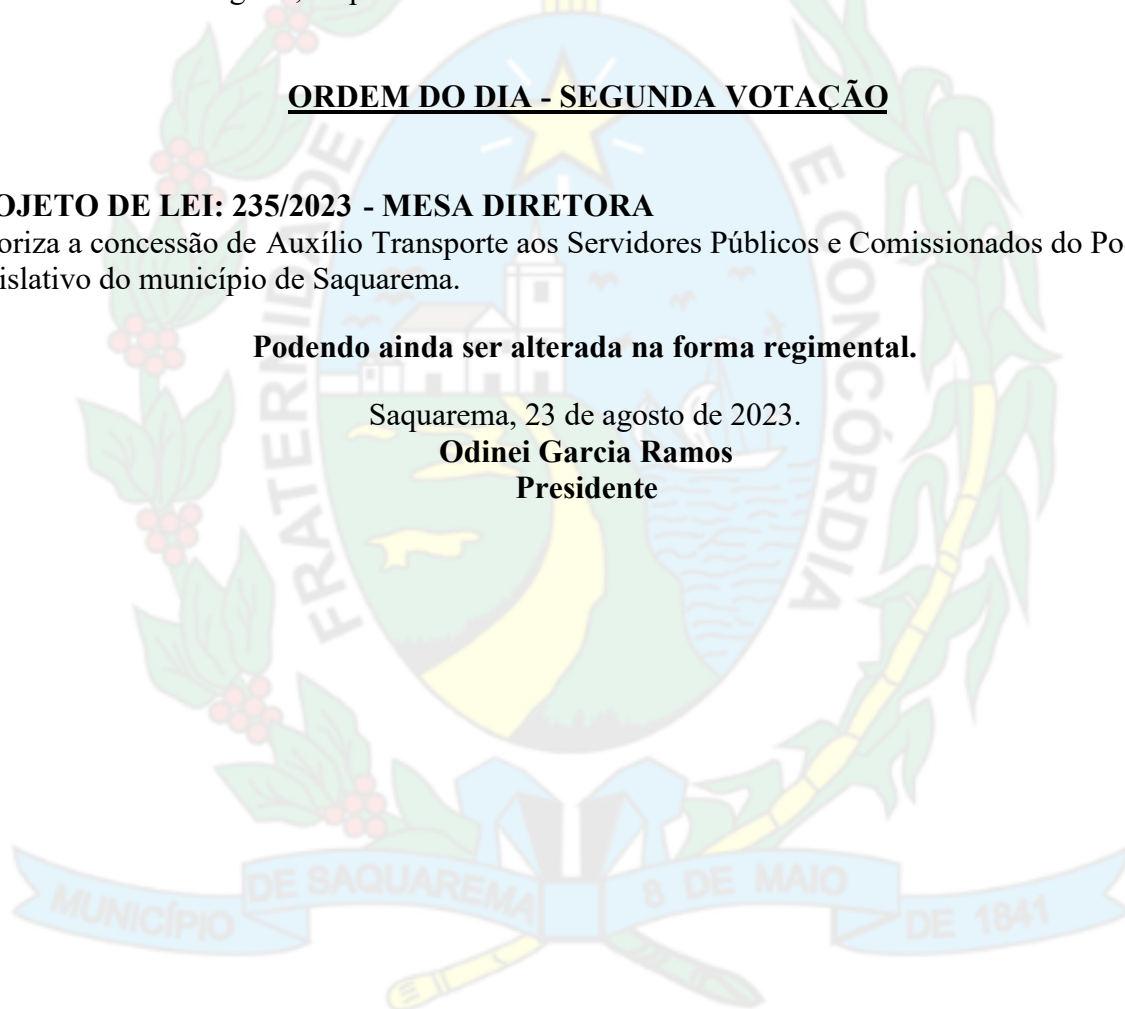 ORDEM DO DIA - SEGUNDA VOTAÇÃO
OJETO DE LEI: 235/2023 - MESA DIRETORA
oriza a concessão de Auxílio Transporte aos Servidores Públicos e Comissionados do Po
islativo do município de Saquarema.
Podendo ainda ser alterada na forma regimental.
Saquarema, 23 de agosto de 2023.
Odinei Garcia Ramos
Presidente
FRATERNIDADE E CONCÓRDIA
MUNICÍPIO DE SAQUAREMA 8 DE MAIO DE 1841